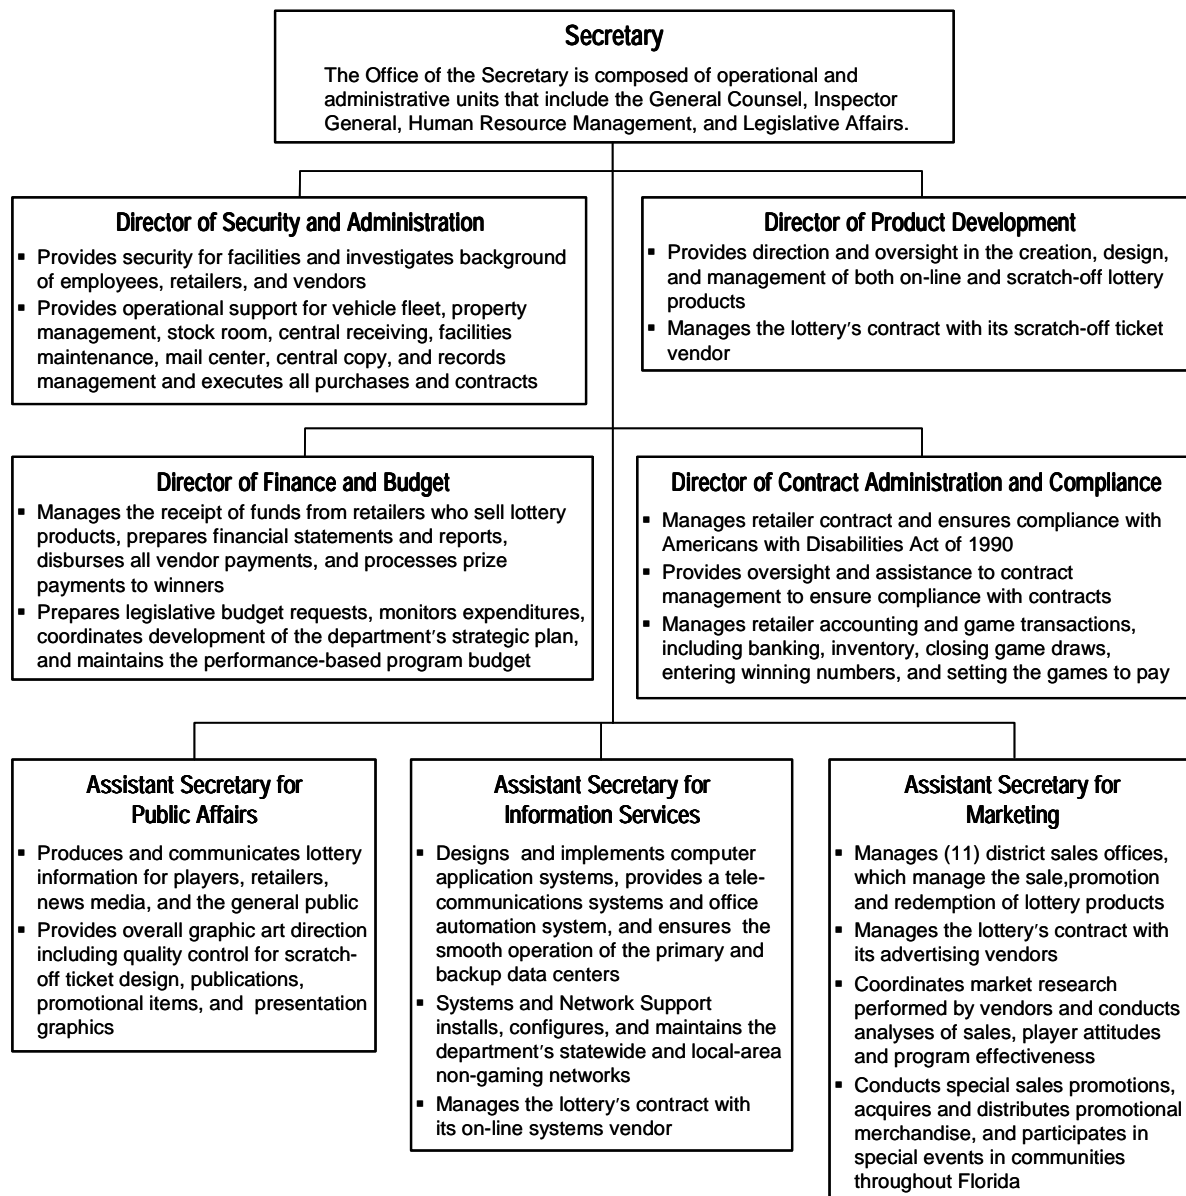 Secretary
The Office of the Secretary is composed of operational and
administrative units that include the General Counsel, Inspector
General, Human Resource Management, and Legislative Affairs.
Director of Security and Administration
▪ Provides security for facilities and investigates background
of employees, retailers, and vendors
▪ Provides operational support for vehicle fleet, property
management, stock room, central receiving, facilities
maintenance, mail center, central copy, and records
management and executes all purchases and contracts
Director of Product Development
▪ Provides direction and oversight in the creation, design,
and management of both on-line and scratch-off lottery
products
▪ Manages the lottery's contract with its scratch-off ticket
vendor
Director of Finance and Budget
▪ Manages the receipt of funds from retailers who sell lottery
products, prepares financial statements and reports,
disburses all vendor payments, and processes prize
payments to winners
▪ Prepares legislative budget requests, monitors expenditures,
coordinates development of the department's strategic plan,
and maintains the performance-based program budget
Director of Contract Administration and Compliance
▪ Manages retailer contract and ensures compliance with
Americans with Disabilities Act of 1990
▪ Provides oversight and assistance to contract
management to ensure compliance with contracts
▪ Manages retailer accounting and game transactions,
including banking, inventory, closing game draws,
entering winning numbers, and setting the games to pay
Assistant Secretary for
Public Affairs
▪ Produces and communicates lottery
information for players, retailers,
news media, and the general public
▪ Provides overall graphic art direction
including quality control for scratch-
off ticket design, publications,
promotional items, and presentation
graphics
Assistant Secretary for
Information Services
▪ Designs and implements computer
application systems, provides a tele-
communications systems and office
automation system, and ensures the
smooth operation of the primary and
backup data centers
▪ Systems and Network Support
installs, configures, and maintains the
department's statewide and local-area
non-gaming networks
▪ Manages the lottery's contract with
its on-line systems vendor
Assistant Secretary for
Marketing
▪ Manages (11) district sales offices,
which manage the sale,promotion
and redemption of lottery products
▪ Manages the lottery's contract with
its advertising vendors
▪ Coordinates market research
performed by vendors and conducts
analyses of sales, player attitudes
and program effectiveness
▪ Conducts special sales promotions,
acquires and distributes promotional
merchandise, and participates in
special events in communities
throughout Florida